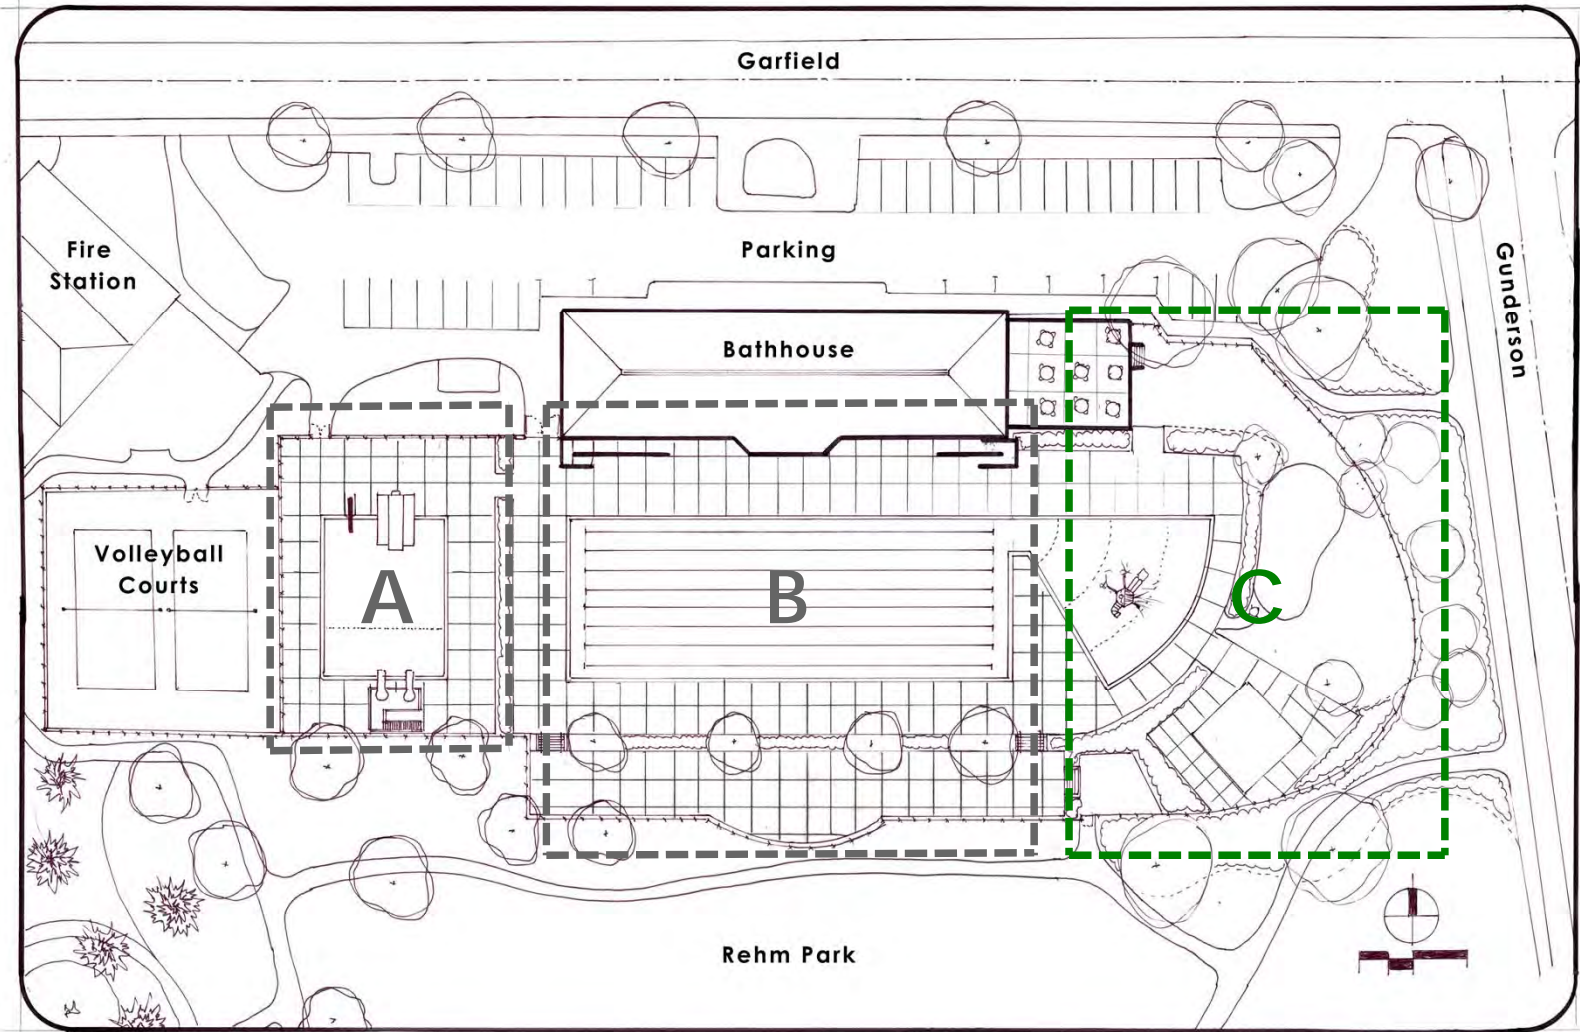 Garfield
Fire
Station
Parking
Gunderson
Bathhouse
Volleyball
Courts
A
B
C
Rehm Park